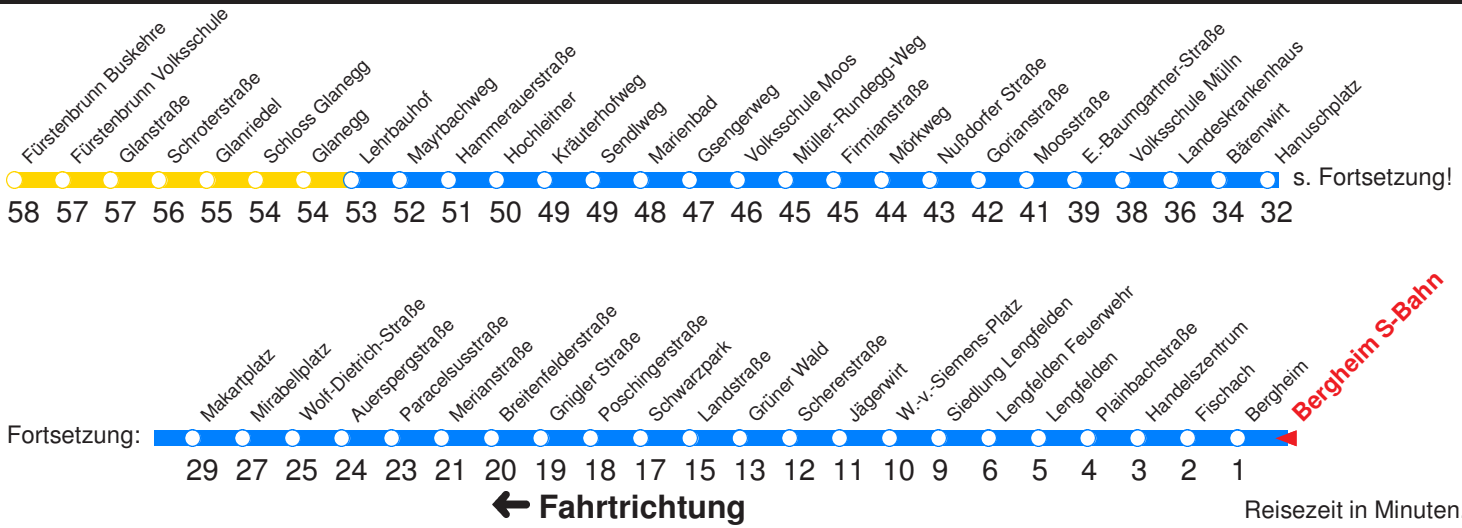 Fürstenbrunn Buskehre
Fürstenbrunn Volksschule
Glanstraße
Schroterstraße
Glanriedel
Schloss Glanegg
Glanegg
Lehrbauhof
Mayrbachweg
Hammerauerstraße
Hochleitner
Kräuterhofweg
Sendlweg
Marienbad
Gsengerweg
Volksschule Moos
Müller-Rundegg-Weg
Firmianstraße
Mörkweg
Nußdorfer Straße
Gorianstraße
Moosstraße
E.-Baumgartner-Straße
Volksschule Mülln
Landeskrankenhaus
Bärenwirt
Hanuschplatz
s. Fortsetzung!
58 57 57 56 55 54 54 53 52 51 50 49 49 48 47 46 45 45 44 43 42 41 39 38 36 34 32
Fortsetzung:
Makartplatz
Mirabellplatz
Wolf-Dietrich-Straße
Auerspergstraße
Paracelsusstraße
Merianstraße
Breitenfelderstraße
Gnigler Straße
Poschingerstraße
Schwarzpark
Landstraße
Grüner Wald
Schererstraße
Jägerwirt
W.-v.-Siemens-Platz
Siedlung Lengfelden
Lengfelden Feuerwehr
Lengfelden
Plainbachstraße
Handelszentrum
Fischach
Bergheim
Bergheim S-Bahn
29 27 25 24 23 21 20 19 18 17 15 13 12 11 10 9 6 5 4 3 2 1
← Fahrtrichtung
Reisezeit in Minuten